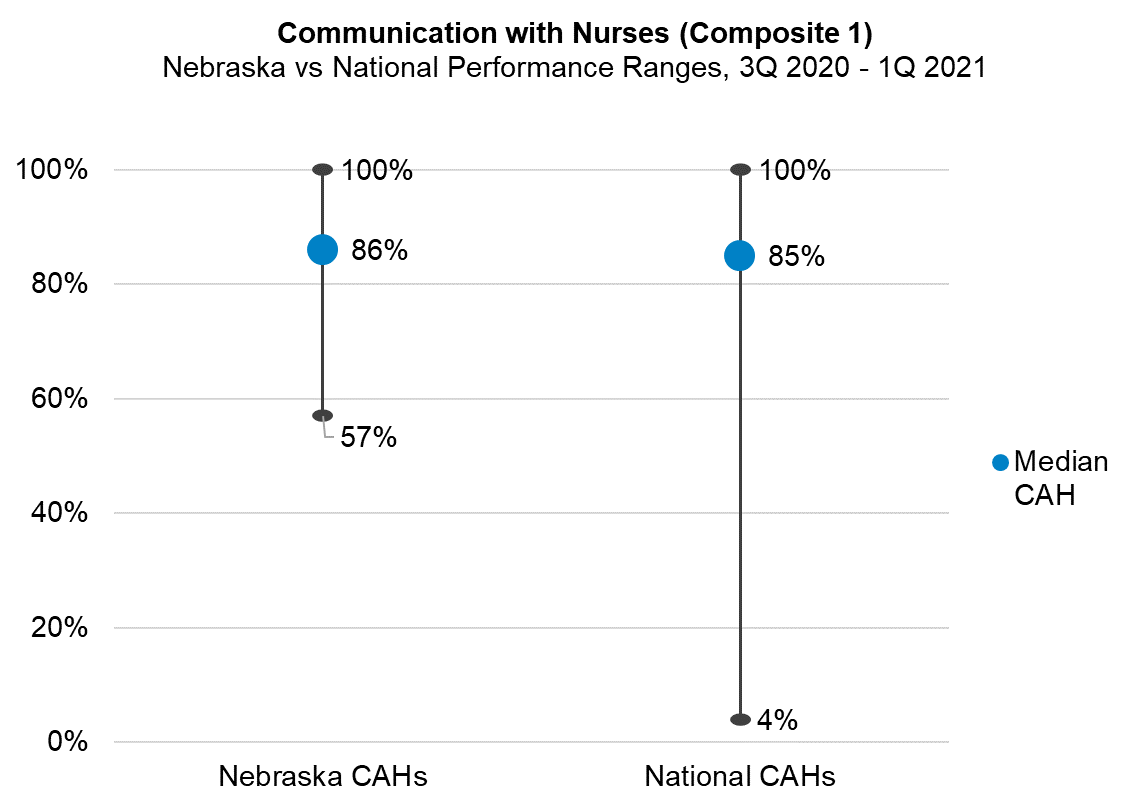 Communication with Nurses (Composite 1)
Nebraska vs National Performance Ranges, 3Q 2020 - 1Q 2021
100%
80%
60%
40%
20%
0%
100%
86%
57%
100%
85%
4%
Nebraska CAHs
National CAHs
Median
CAH